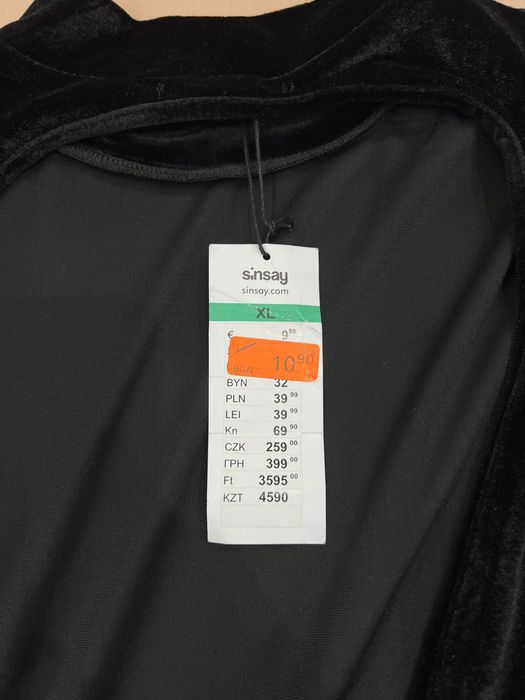 sinsay
sinsay.com
XL
€ 9 99
BGN 10 90
BYN 32
PLN 39 99
LEI 39 99
Kn 69 90
CZK 259 00
ГРН 399 00
Ft 3595 00
KZT 4590